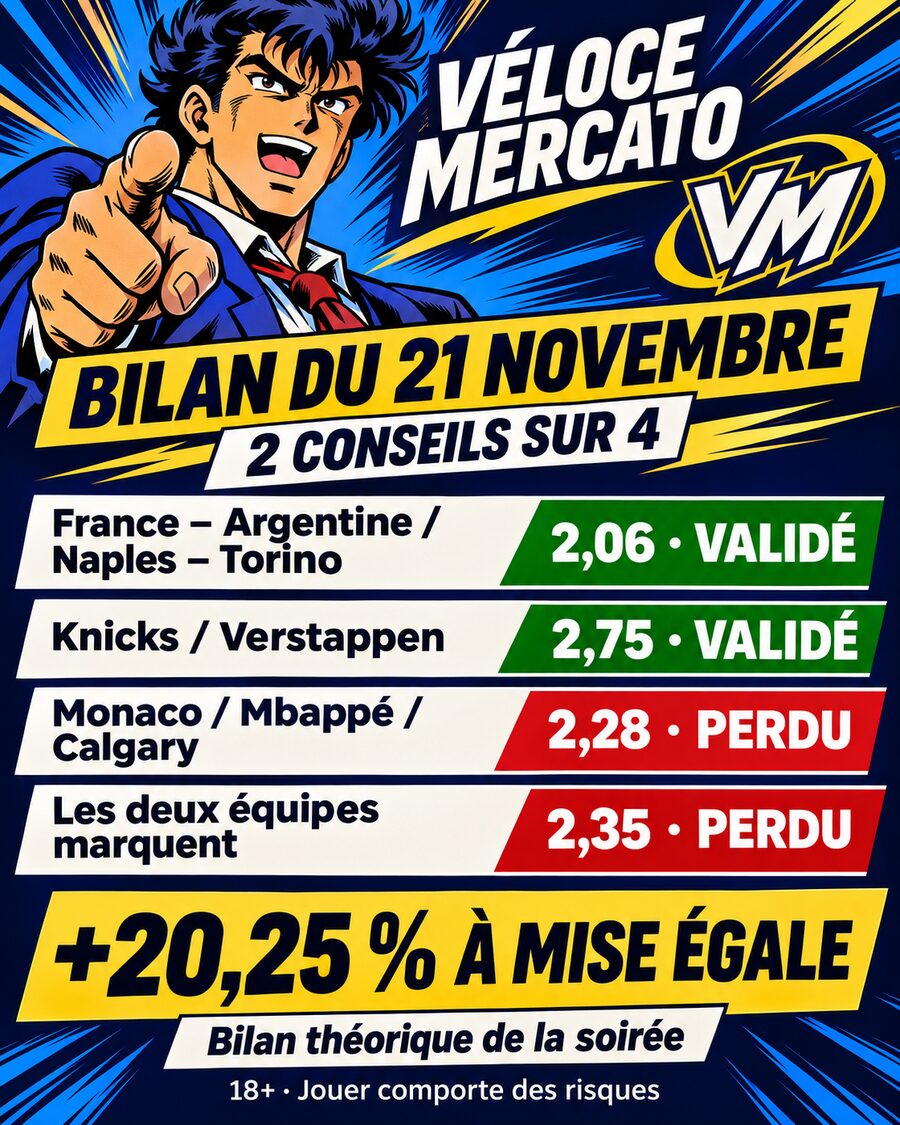 VÉLOCE
MERCATO
VM
BILAN DU 21 NOVEMBRE
2 CONSEILS SUR 4
France – Argentine /
Naples – Torino
2,06 · VALIDÉ
Knicks / Verstappen
2,75 · VALIDÉ
Monaco / Mbappé /
Calgary
2,28 · PERDU
Les deux équipes
marquent
2,35 · PERDU
+20,25 % À MISE ÉGALE
Bilan théorique de la soirée
18+ · Jouer comporte des risques